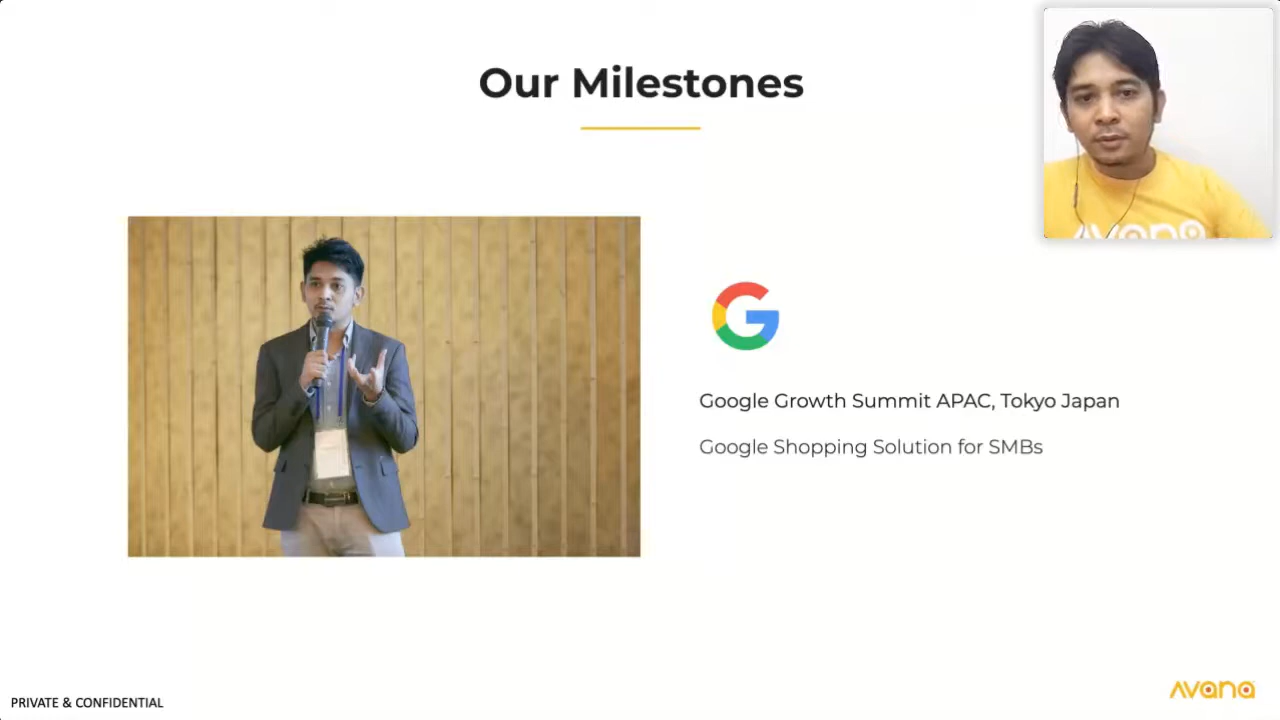 Our Milestones
Google Growth Summit APAC, Tokyo Japan
Google Shopping Solution for SMBs
PRIVATE & CONFIDENTIAL
AVANA